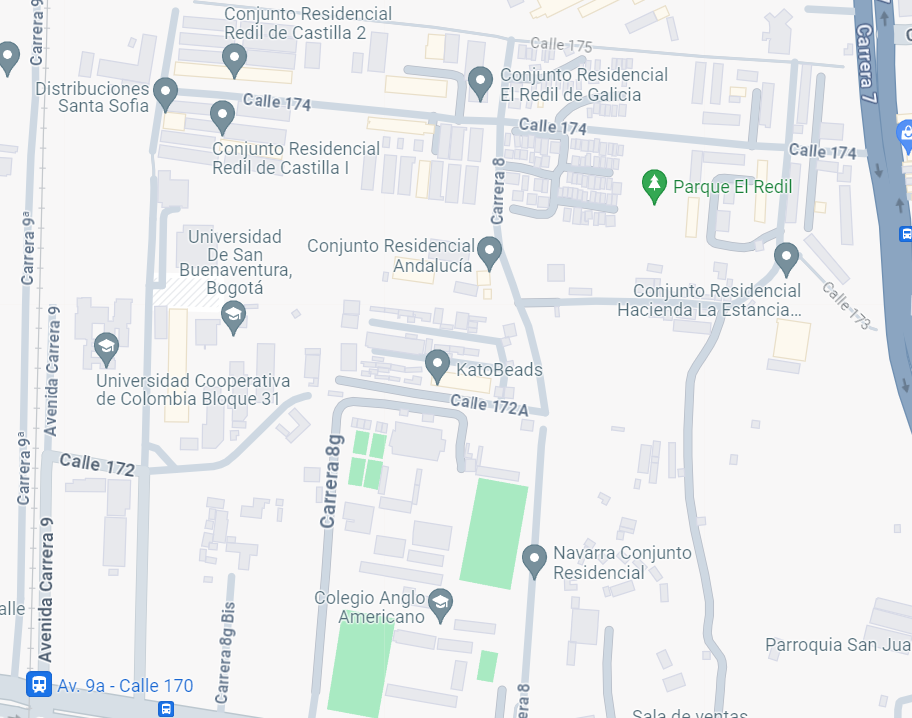 Carrera 9
Conjunto Residencial
Redil de Castilla 2
Calle 175
Carrera 7
7
C
Distribuciones
Santa Sofia
Calle 174
Conjunto Residencial
El Redil de Galicia
Calle 174
Calle 174
Conjunto Residencial
Redil de Castilla I
Carrera 8
Parque El Redil
Carrera 9ª
Universidad
De San
Buenaventura,
Bogotá
Conjunto Residencial
Andalucía
Conjunto Residencial
Hacienda La Estancia...
Calle 173
Avenida Carrera 9
Universidad Cooperativa
de Colombia Bloque 31
KatoBeads
Calle 172A
Carrera 9ª
Calle 172
Carrera 8g
Avenida Carrera 9
Navarra Conjunto
Residencial
alle
Colegio Anglo
Americano
Carrera 8g Bis
Parroquia San Jua
Av. 9a - Calle 170
era 8
Sala de ventas